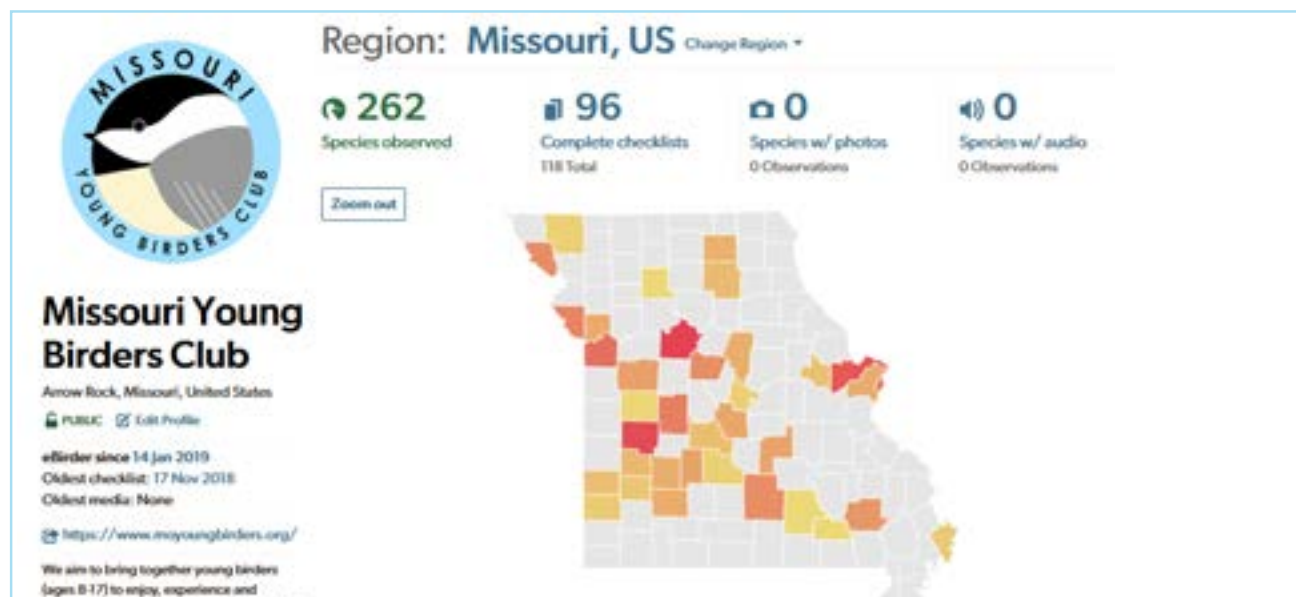 MISSOURI
YOUNG BIRDERS CLUB
Region: Missouri, US Change Region
262
Species observed
96
Complete checklists
118 Total
0
Species w/ photos
0 Observations
0
Species w/ audio
0 Observations
Zoom out
Missouri Young
Birders Club
Arrow Rock, Missouri, United States
PUBLIC Edit Profile
eBirder since 14 Jan 2019
Oldest checklist: 17 Nov 2018
Oldest media: None
https://www.moyoungbirders.org/
We aim to bring together young birders
(ages 8-17) to enjoy, experience and